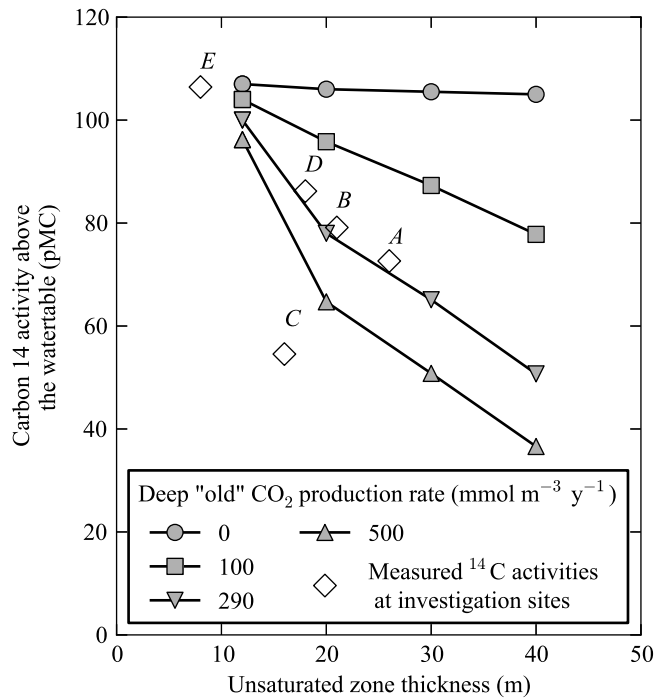 120
100
80
60
40
20
0
Carbon 14 activity above
the watertable (pMC)
E
D
B
A
C
Deep "old" CO₂ production rate (mmol m⁻³ y⁻¹)
0
100
290
500
Measured ¹⁴C activities
at investigation sites
0 10 20 30 40 50
Unsaturated zone thickness (m)